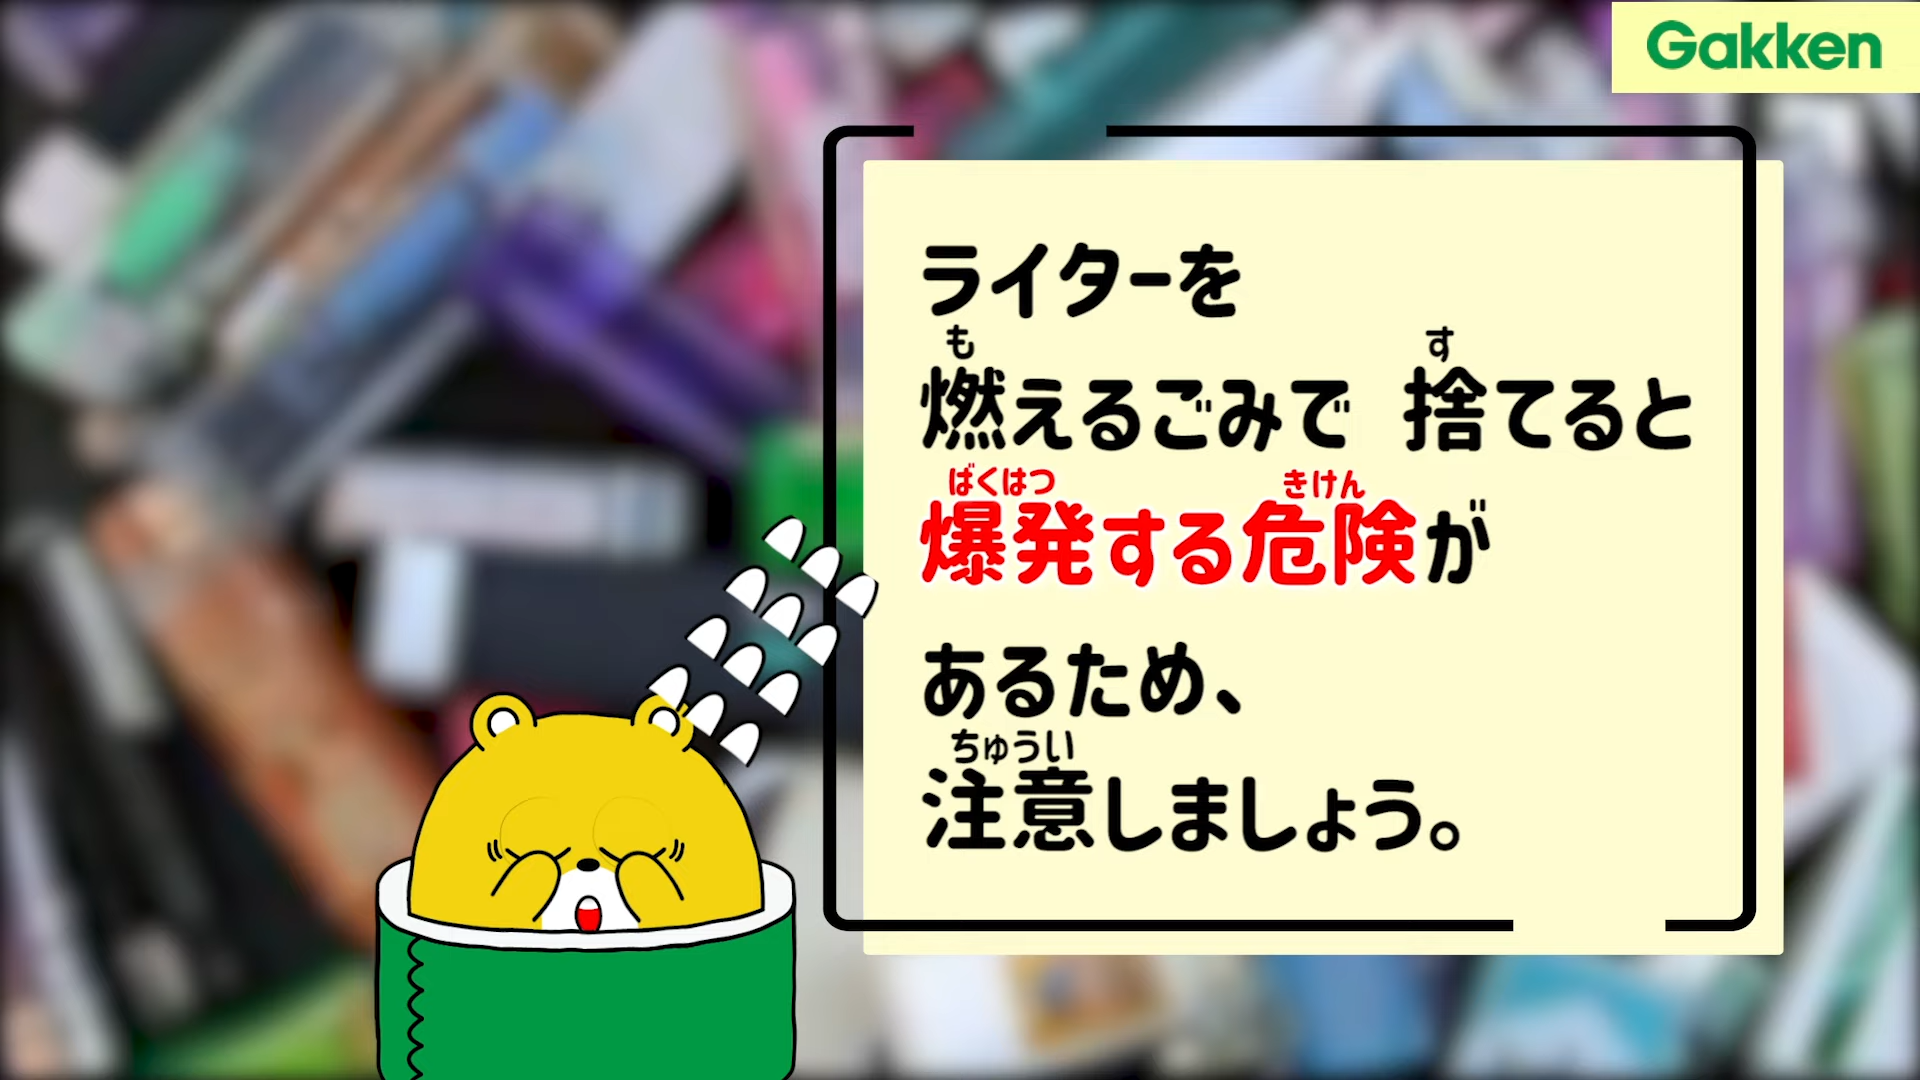 Gakken
ライターを
も す
燃えるごみで 捨てると
ばくはつ きけん
爆発する危険が
あるため、
ちゅうい
注意しましょう。